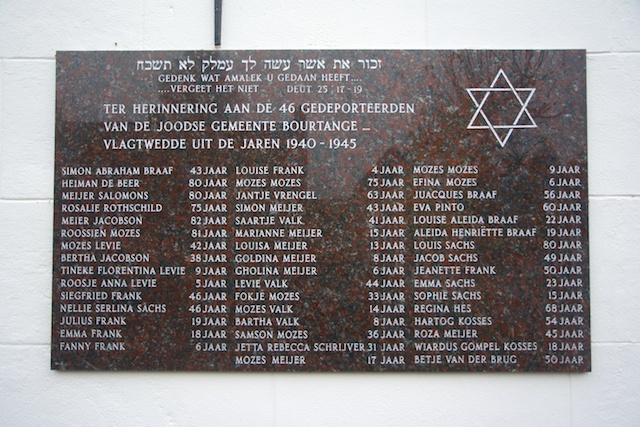 זכור את אשר עשה לך עמלק לא תשכח
GEDENK WAT AMALEK U GEDAAN HEEFT....
....VERGEET HET NIET.. DEUT 25 : 17-19
TER HERINNERING AAN DE 46 GEDEPORTEERDEN
VAN DE JOODSE GEMEENTE BOURTANGE _
VLAGTWEDDE UIT DE JAREN 1940 - 1945
SIMON ABRAHAM BRAAF 43 JAAR
HEIMAN DE BEER 80 JAAR
MEIJER SALOMONS 80 JAAR
ROSALIE ROTHSCHILD 75 JAAR
MEIER JACOBSON 82 JAAR
ROOSSIEN MOZES 81 JAAR
MOZES LEVIE 42 JAAR
BERTHA JACOBSON 38 JAAR
TINEKE FLORENTINA LEVIE 9 JAAR
ROOSJE ANNA LEVIE 5 JAAR
SIEGFRIED FRANK 46 JAAR
NELLIE SERLINA SACHS 46 JAAR
JULIUS FRANK 19 JAAR
EMMA FRANK 18 JAAR
FANNY FRANK 6 JAAR
LOUISE FRANK 4 JAAR
MOZES MOZES 75 JAAR
JANTJE VRENGEL 63 JAAR
SIMON MEIJER 43 JAAR
SAARTJE VALK 41 JAAR
MARIANNE MEIJER 15 JAAR
LOUISA MEIJER 13 JAAR
GOLDINA MEIJER 8 JAAR
GHOLINA MEIJER 6 JAAR
LEVIE VALK 44 JAAR
FOKJE MOZES 33 JAAR
MOZES VALK 14 JAAR
BARTHA VALK 8 JAAR
SAMSON MOZES 36 JAAR
JETTA REBECCA SCHRIJVER 31 JAAR
MOZES MEIJER 17 JAAR
MOZES MOZES 9 JAAR
EFINA MOZES 6 JAAR
JUACQUES BRAAF 56 JAAR
EVA PINTO 60 JAAR
LOUISE ALEIDA BRAAF 22 JAAR
ALEIDA HENRIËTTE BRAAF 19 JAAR
LOUIS SACHS 80 JAAR
JACOB SACHS 49 JAAR
JEANETTE FRANK 50 JAAR
EMMA SACHS 23 JAAR
SOPHIE SACHS 15 JAAR
REGINA HES 68 JAAR
HARTOG KOSSES 54 JAAR
ROZA MEIJER 45 JAAR
WIARDUS GOMPEL KOSSES 18 JAAR
BETJE VAN DER BRUG 50 JAAR